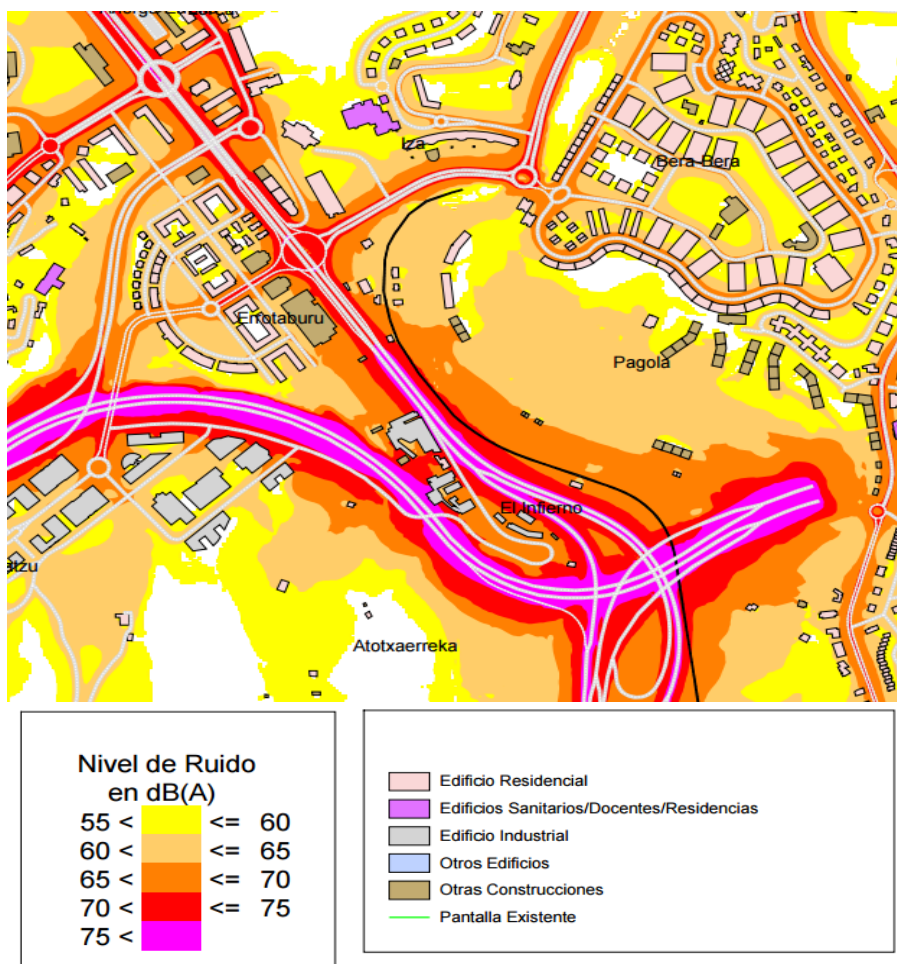 Iza
Bera-Bera
Errotaburu
Pagola
El Infierno
Atotxaerreka
Nivel de Ruido
en dB(A)
55 < <= 60
60 < <= 65
65 < <= 70
70 < <= 75
75 <
Edificio Residencial
Edificios Sanitarios/Docentes/Residencias
Edificio Industrial
Otros Edificios
Otras Construcciones
Pantalla Existente